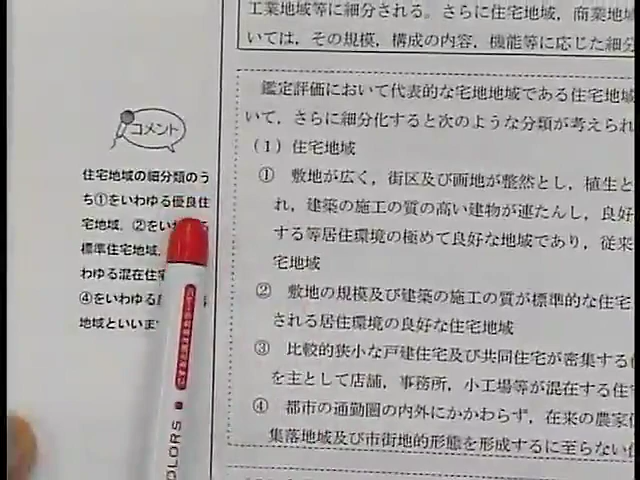 工業地域等に細分される。さらに住宅地域，商業地域
いては，その規模，構成の内容，機能等に応じた細分
鑑定評価において代表的な宅地地域である住宅地域
いて，さらに細分化すると次のような分類が考えられ
(1) 住宅地域
① 敷地が広く，街区及び画地が整然とし，植生と
れ，建築の施工の質の高い建物が連たんし，良好
する等居住環境の極めて良好な地域であり，従来
宅地域
② 敷地の規模及び建築の施工の質が標準的な住宅
される居住環境の良好な住宅地域
③ 比較的狭小な戸建住宅及び共同住宅が密集する
を主として店舗，事務所，小工場等が混在する住
④ 都市の通勤圏の内外にかかわらず，在来の農家
集落地域及び市街地的形態を形成するに至らない
コメント
住宅地域の細分類のう
ち①をいわゆる優良住
宅地域，②をい
標準住宅地域，
わゆる混在住
④をいわゆる
地域といいま
OLORS